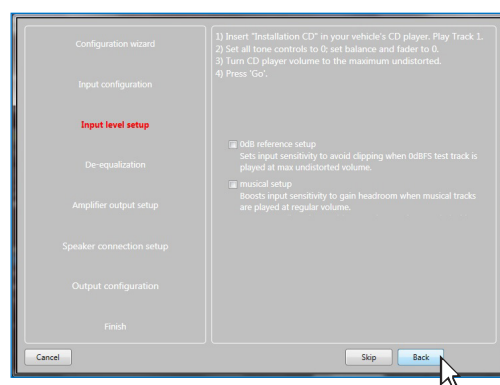 Configuration wizard
Input configuration
Input level setup
De-equalization
Amplifier output setup
Speaker connection setup
Output configuration
Finish
1) Insert "Installation CD" in your vehicle's CD player. Play Track 1.
2) Set all tone controls to 0; set balance and fader to 0.
3) Turn CD player volume to the maximum undistorted.
4) Press 'Go'.
0dB reference setup
Sets input sensitivity to avoid clipping when 0dBFS test track is
played at max undistorted volume.
musical setup
Boosts input sensitivity to gain headroom when musical tracks
are played at regular volume.
Cancel
Skip
Back